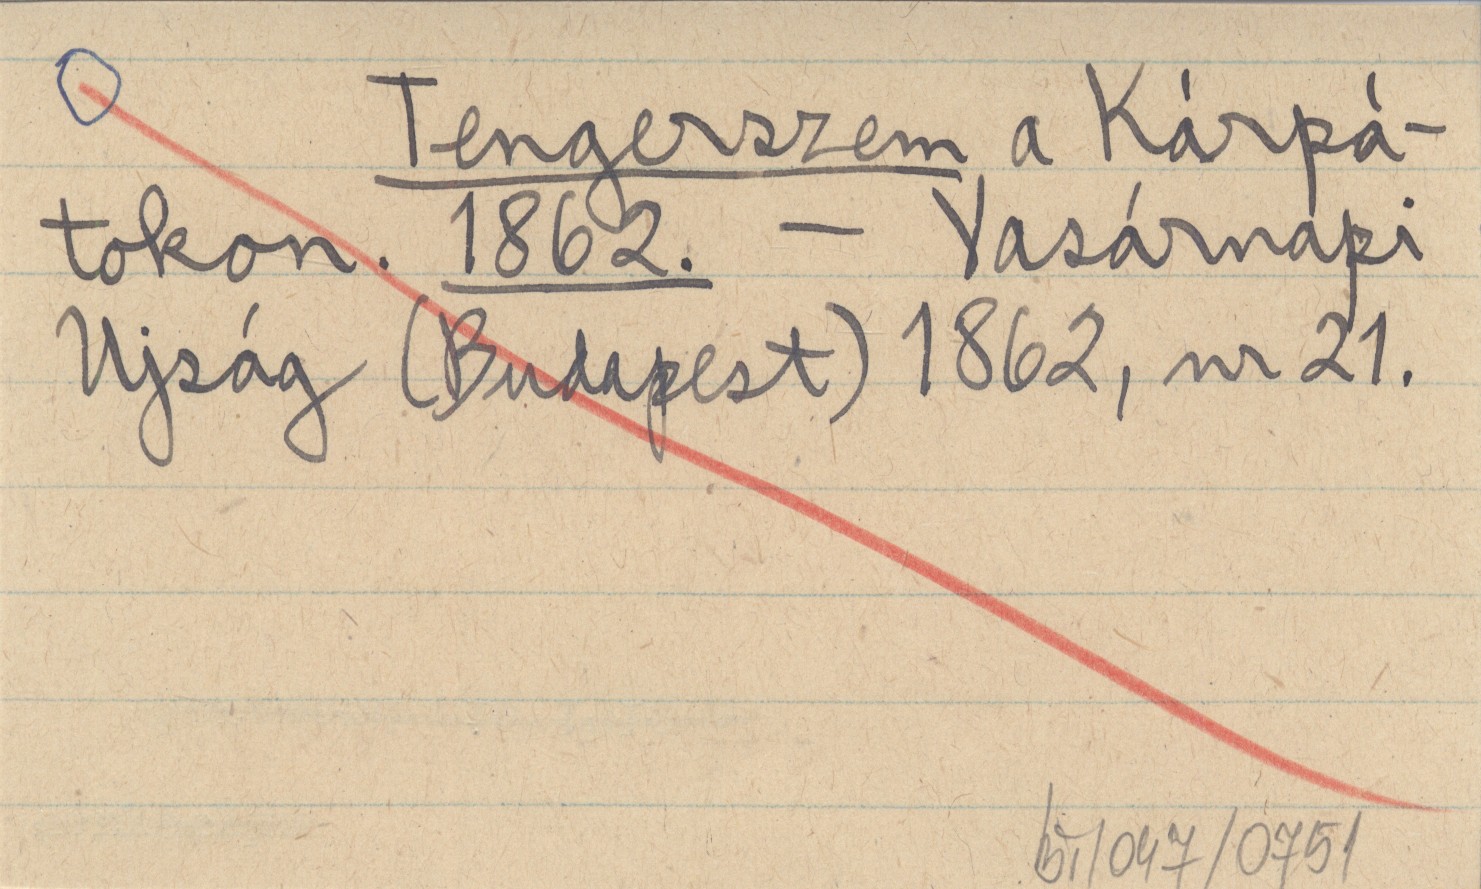 Tengerszem a Kárpá-
tokon. 1862. — Vasárnapi
Ujság (Budapest) 1862, nr 21.
bi/047/0751